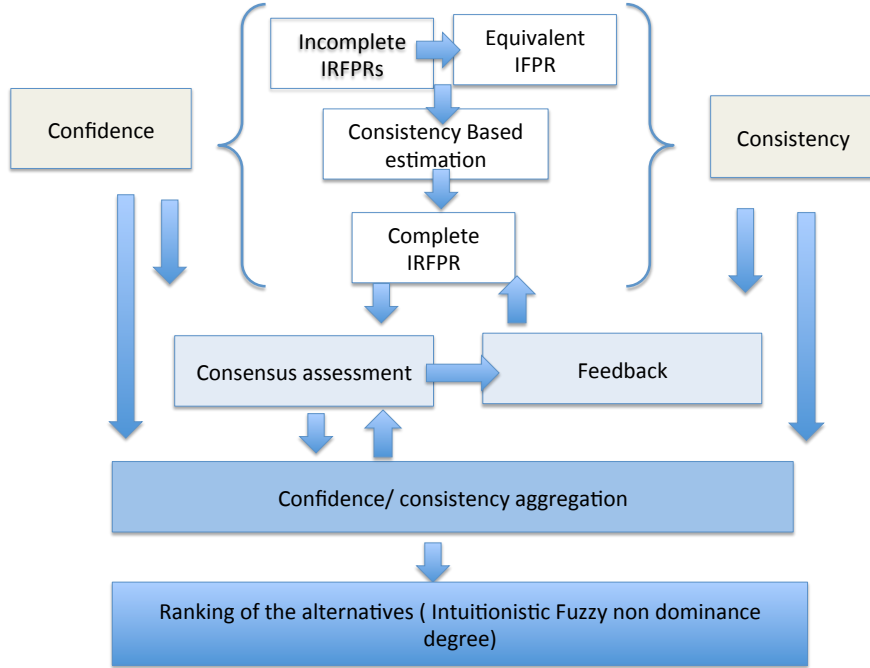 Incomplete
IRFPRs
Equivalent
IFPR
Confidence
Consistency Based
estimation
Consistency
Complete
IRFPR
Consensus assessment
Feedback
Confidence/ consistency aggregation
Ranking of the alternatives ( Intuitionistic Fuzzy non dominance
degree)